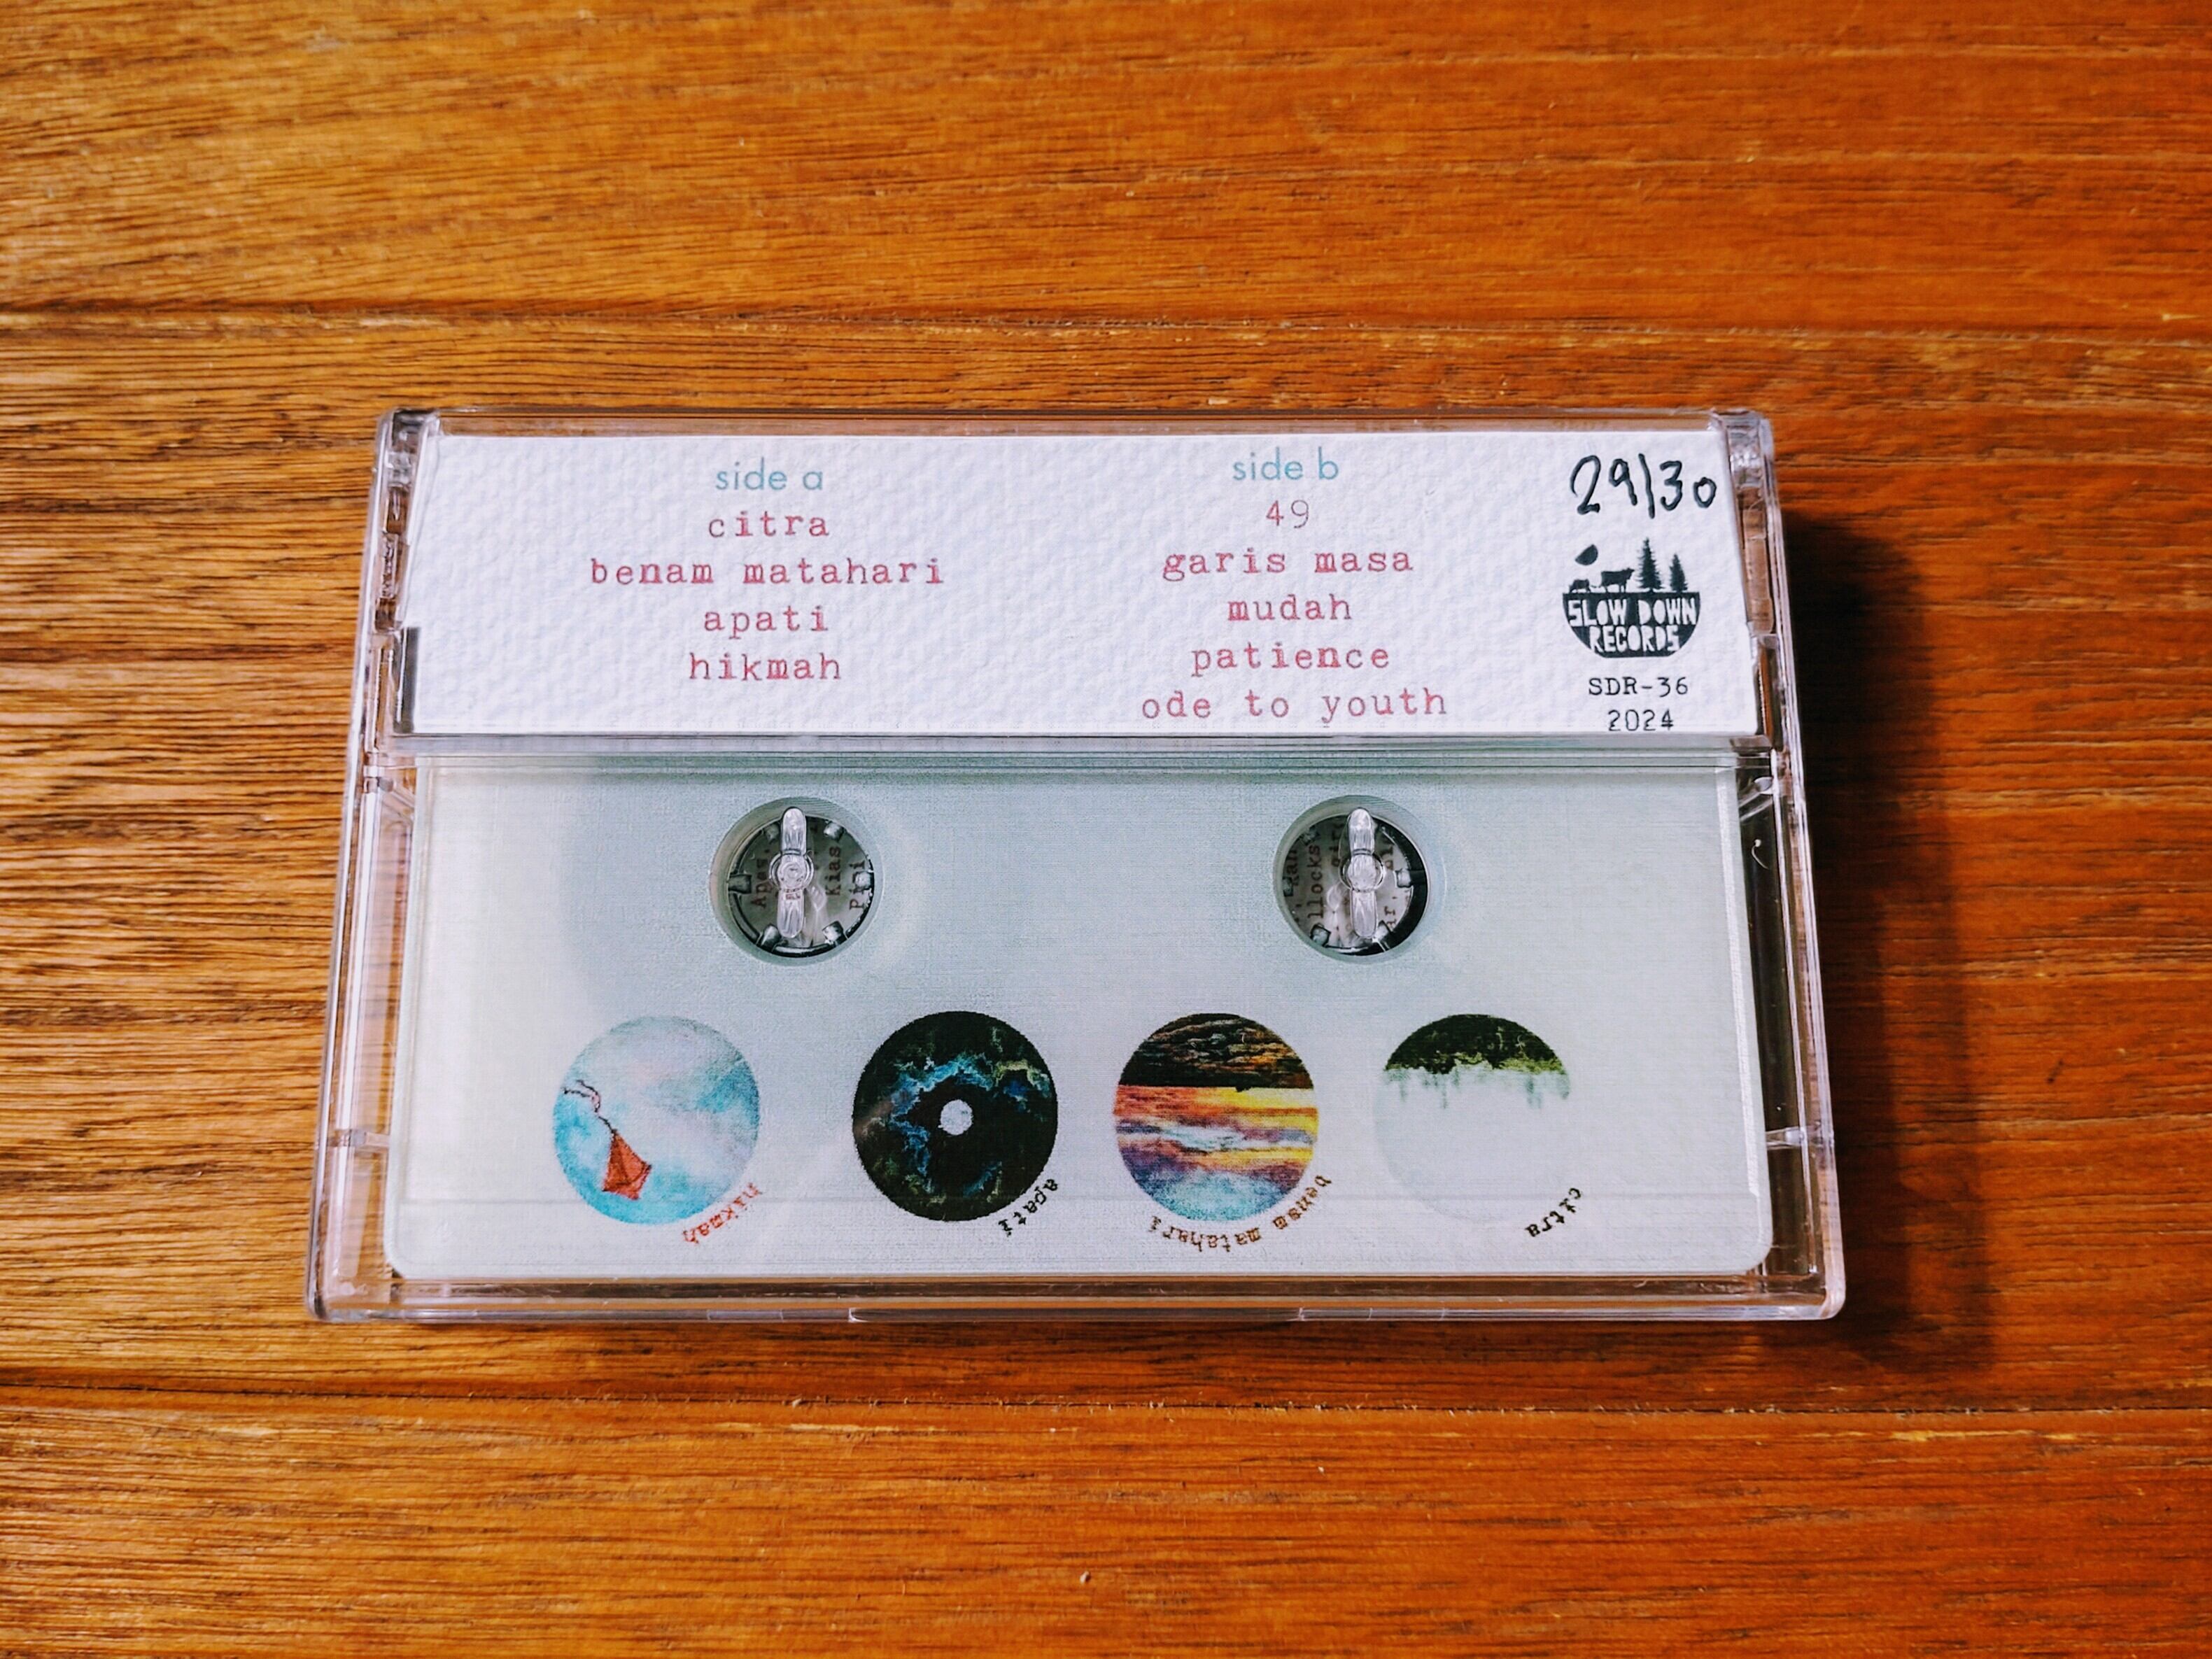 side a
citra
benam matahari
apati
hikmah
side b
49
garis masa
mudah
patience
ode to youth
29/30
SLOW DOWN
RECORDS
SDR-36
2024
Kias
hikmah
apati
benam matahari
citra